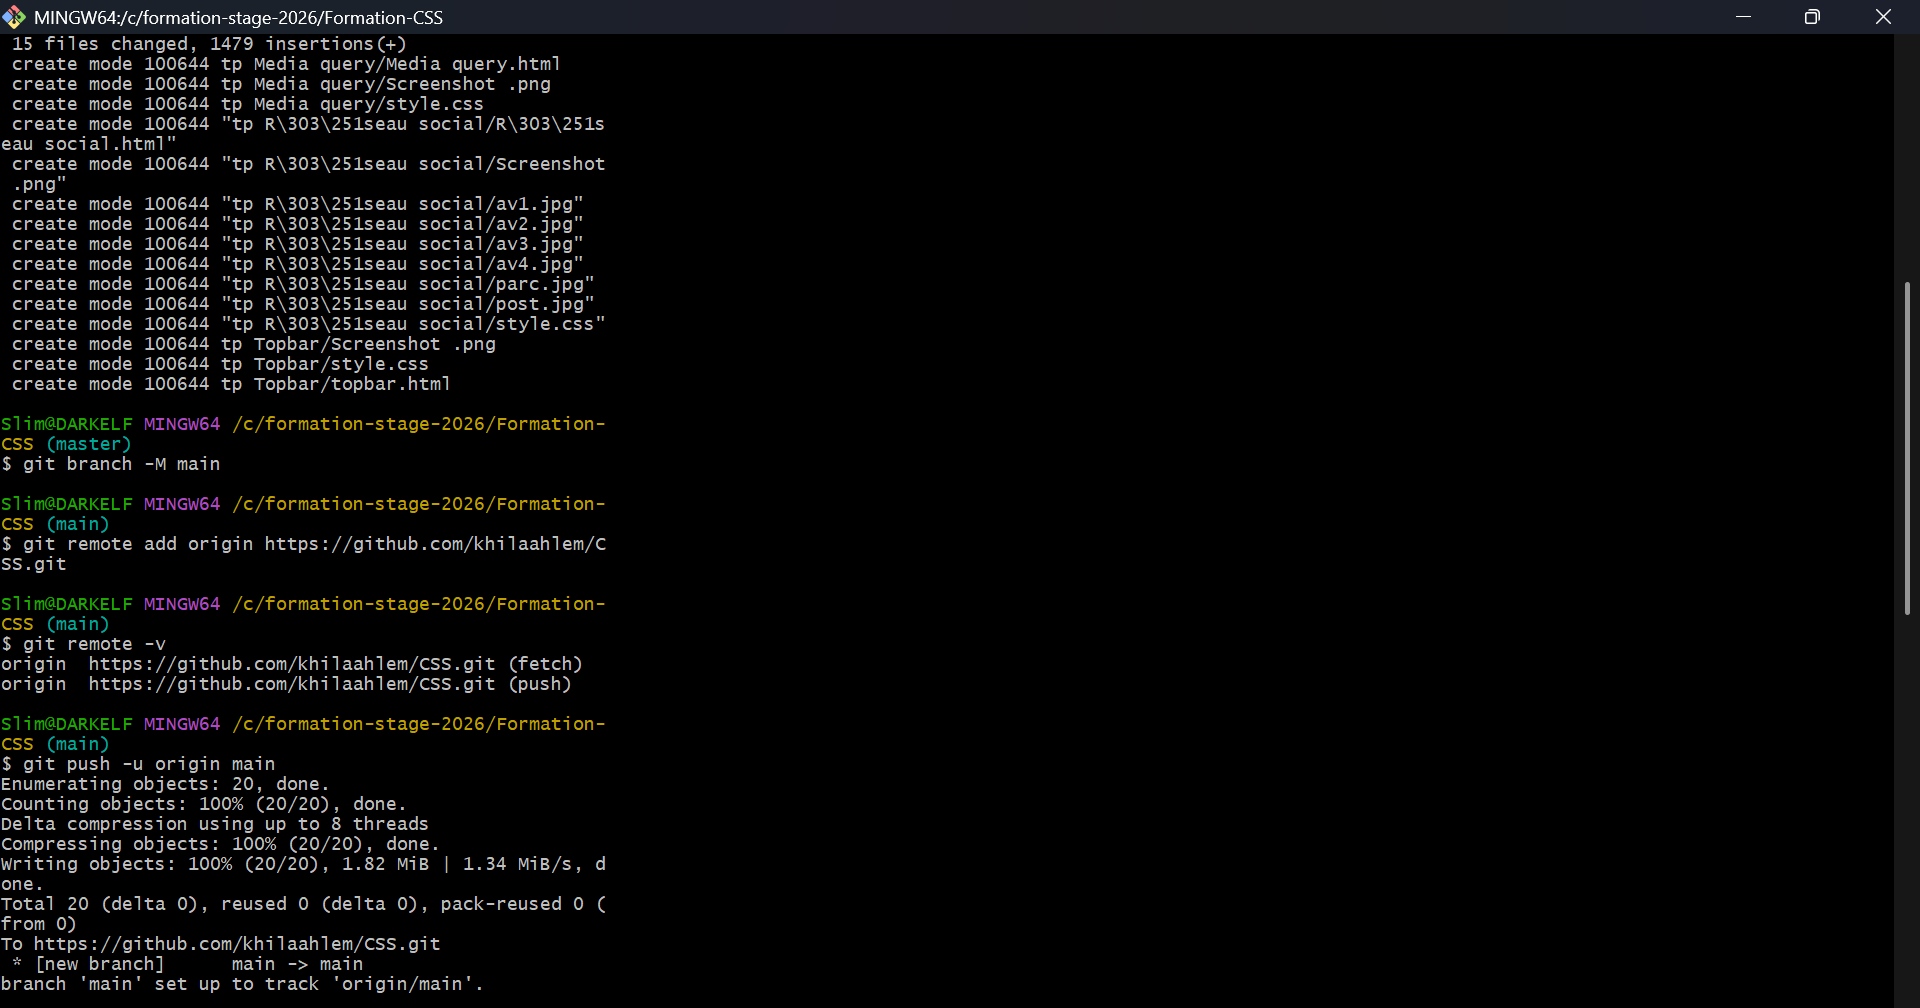 MINGW64:/c/formation-stage-2026/Formation-CSS
15 files changed, 1479 insertions(+)
create mode 100644 tp Media query/Media query.html
create mode 100644 tp Media query/Screenshot .png
create mode 100644 tp Media query/style.css
create mode 100644 "tp R\303\251seau social/R\303\251s
eau social.html"
create mode 100644 "tp R\303\251seau social/Screenshot
.png"
create mode 100644 "tp R\303\251seau social/av1.jpg"
create mode 100644 "tp R\303\251seau social/av2.jpg"
create mode 100644 "tp R\303\251seau social/av3.jpg"
create mode 100644 "tp R\303\251seau social/av4.jpg"
create mode 100644 "tp R\303\251seau social/parc.jpg"
create mode 100644 "tp R\303\251seau social/post.jpg"
create mode 100644 "tp R\303\251seau social/style.css"
create mode 100644 tp Topbar/Screenshot .png
create mode 100644 tp Topbar/style.css
create mode 100644 tp Topbar/topbar.html
Slim@DARKELF MINGW64 /c/formation-stage-2026/Formation-
CSS (master)
$ git branch -M main
Slim@DARKELF MINGW64 /c/formation-stage-2026/Formation-
CSS (main)
$ git remote add origin https://github.com/khilaahlem/C
SS.git
Slim@DARKELF MINGW64 /c/formation-stage-2026/Formation-
CSS (main)
$ git remote -v
origin  https://github.com/khilaahlem/CSS.git (fetch)
origin  https://github.com/khilaahlem/CSS.git (push)
Slim@DARKELF MINGW64 /c/formation-stage-2026/Formation-
CSS (main)
$ git push -u origin main
Enumerating objects: 20, done.
Counting objects: 100% (20/20), done.
Delta compression using up to 8 threads
Compressing objects: 100% (20/20), done.
Writing objects: 100% (20/20), 1.82 MiB | 1.34 MiB/s, d
one.
Total 20 (delta 0), reused 0 (delta 0), pack-reused 0 (
from 0)
To https://github.com/khilaahlem/CSS.git
* [new branch]      main -> main
branch 'main' set up to track 'origin/main'.